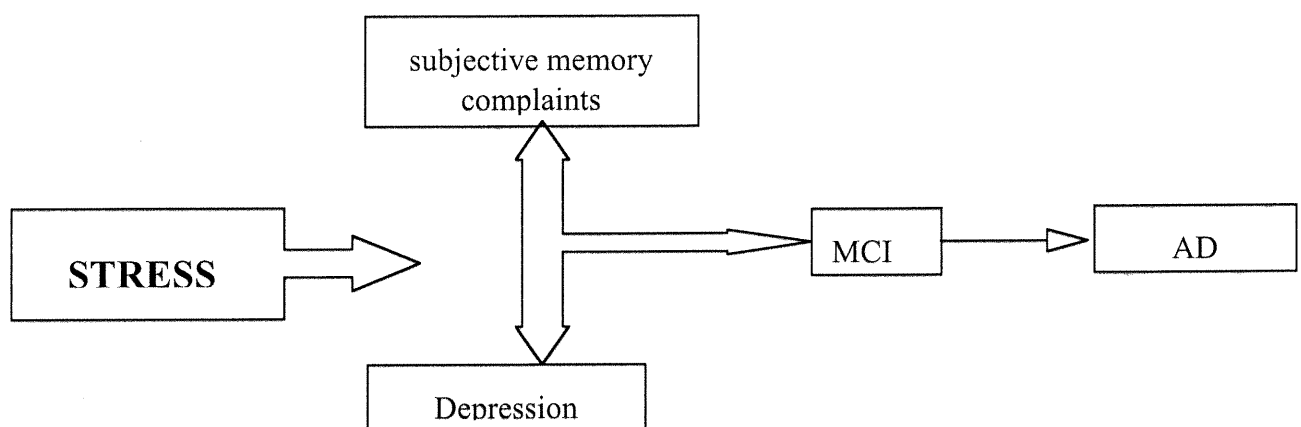 subjective memory
complaints
STRESS
MCI
AD
Depression